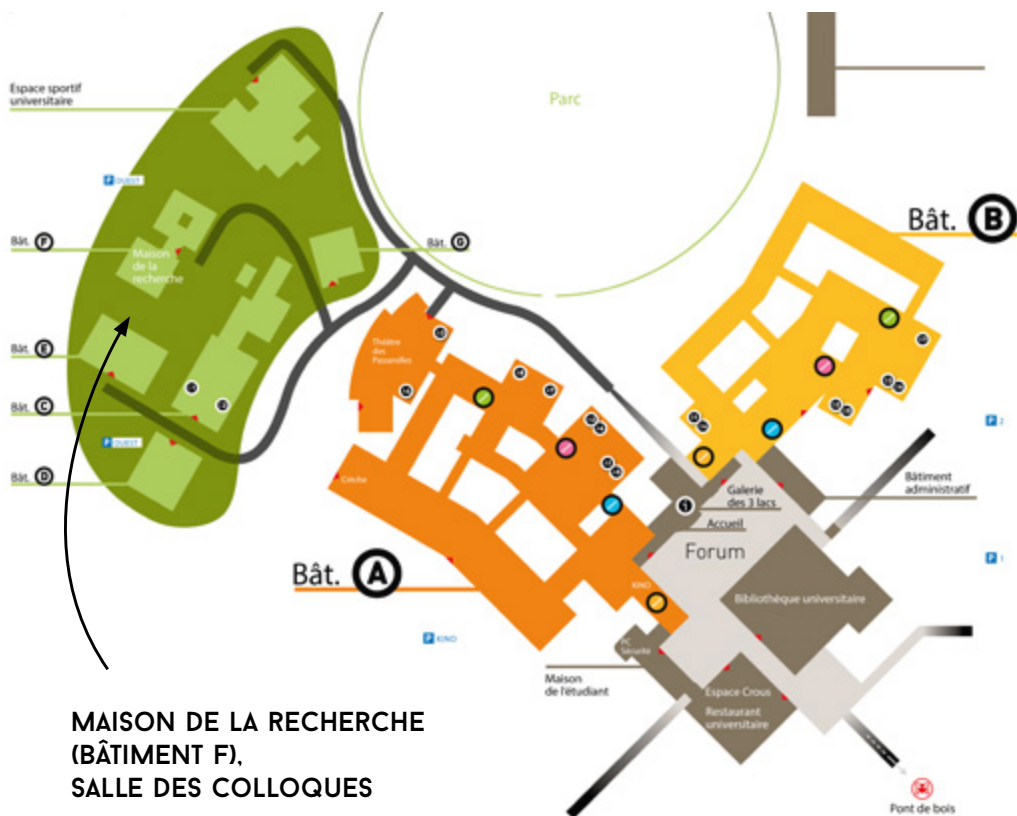 Espace sportif
universitaire
Parc
P OUEST
Bât. B
Bât. F
Bât. G
Maison
de la
recherche
Bât. E
Théâtre
des
Passerelles
Bât. C
P 2
P OUEST
Bât. D
Crèche
Bâtiment
administratif
Galerie
des 3 lacs
Accueil
Forum
P 1
Bât. A
KINO
Bibliothèque universitaire
P KINO
PC
Sécurité
Maison
de l'étudiant
Espace Crous
Restaurant
universitaire
MAISON DE LA RECHERCHE
(BÂTIMENT F),
SALLE DES COLLOQUES
Pont de bois